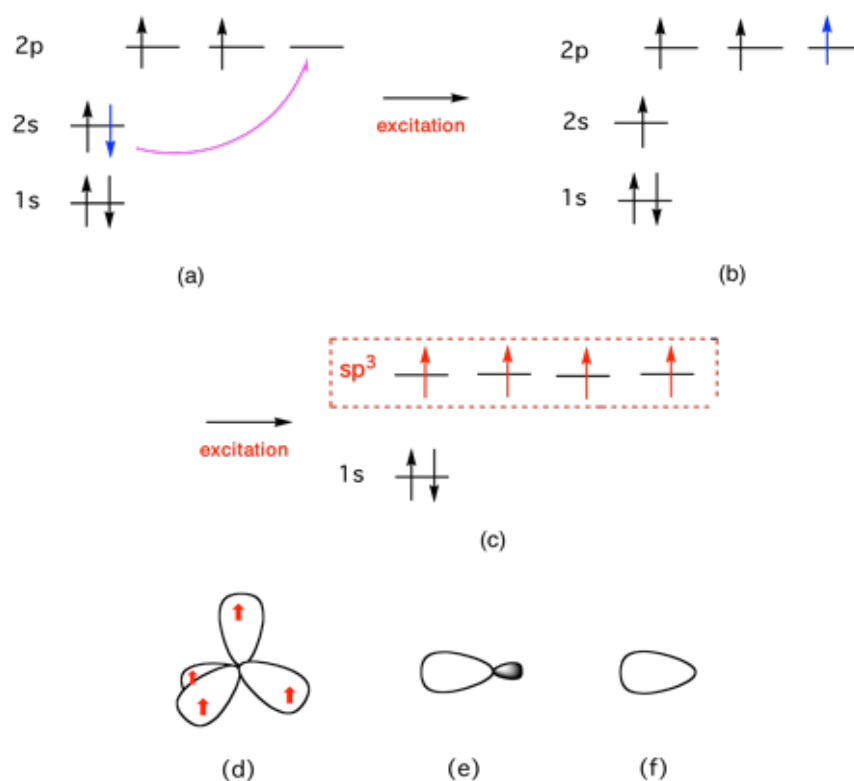 2p
2p
2s
2s
excitation
1s
1s
(a)
(b)
sp³
excitation
1s
(c)
(d)
(e)
(f)